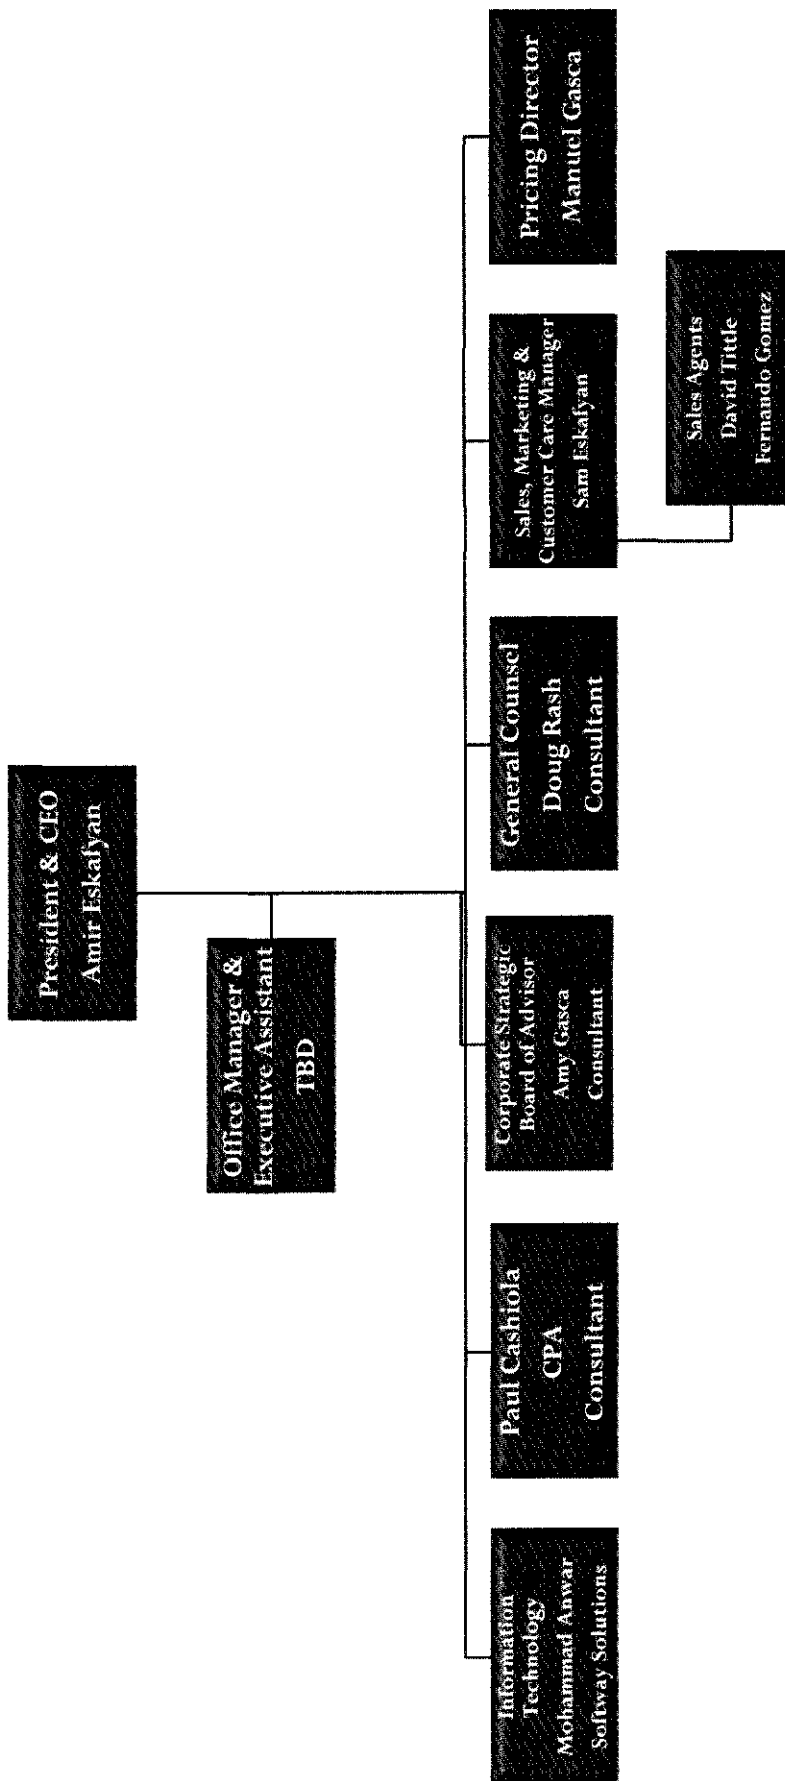 President & CEO
Amir Eskafyan
Office Manager &
Executive Assistant
TBD
Information
Technology
Mohammad Anwar
Softway Solutions
Paul Cashiola
CPA
Consultant
Corporate Strategic
Board of Advisor
Amy Gasca
Consultant
General Counsel
Doug Rash
Consultant
Sales, Marketing &
Customer Care Manager
Sam Eskafyan
Pricing Director
Manuel Gasca
Sales Agents
David Tittle
Fernando Gomez